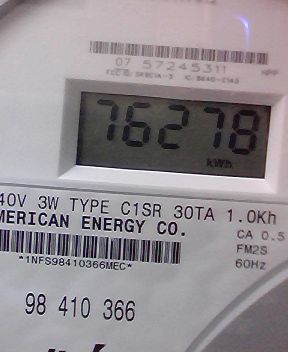 07 57245311
76278
kWh
40V 3W TYPE C1SR 30TA 1.0Kh
MERICAN ENERGY CO.
CA 0.5
FM2S
60Hz
*1NFS98410366MEC*
98 410 366